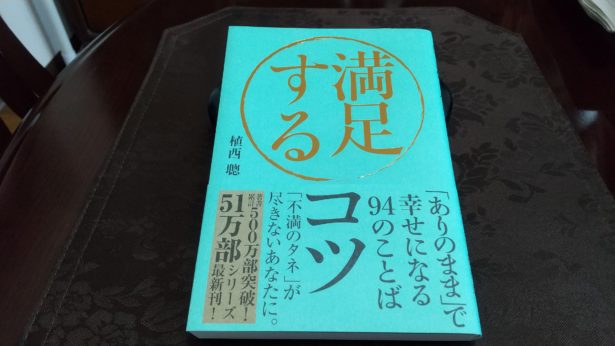 満足
する
コツ
植西 聰
「ありのまま」で
幸せになる
94のことば
「不満のタネ」が
尽きないあなたに。
著書累計500万部突破!
51万部シリーズ最新刊!